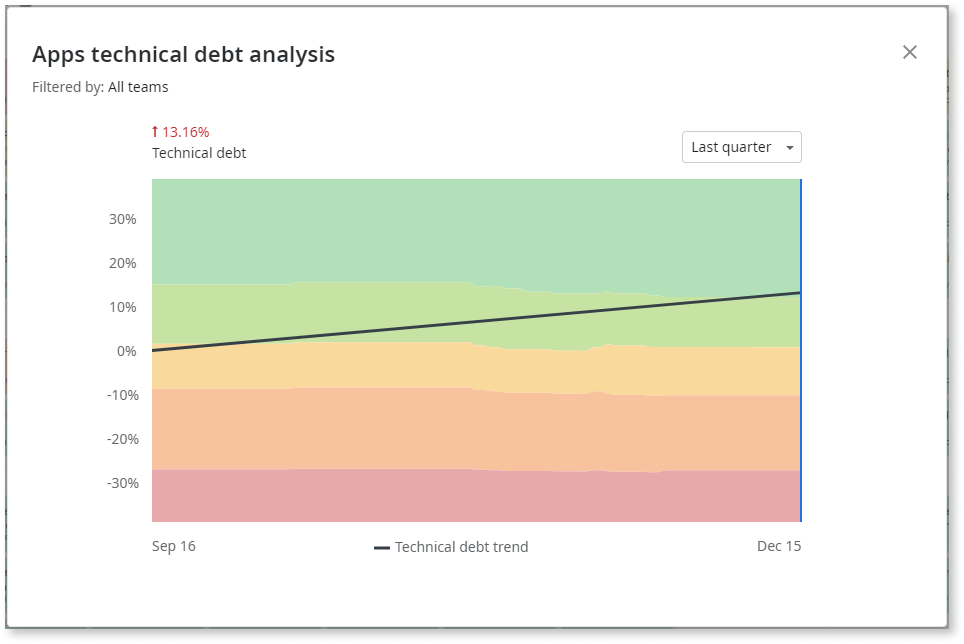 Apps technical debt analysis
Filtered by: All teams
↑ 13.16%
Technical debt
Last quarter
30%
20%
10%
0%
-10%
-20%
-30%
Sep 16
Technical debt trend
Dec 15